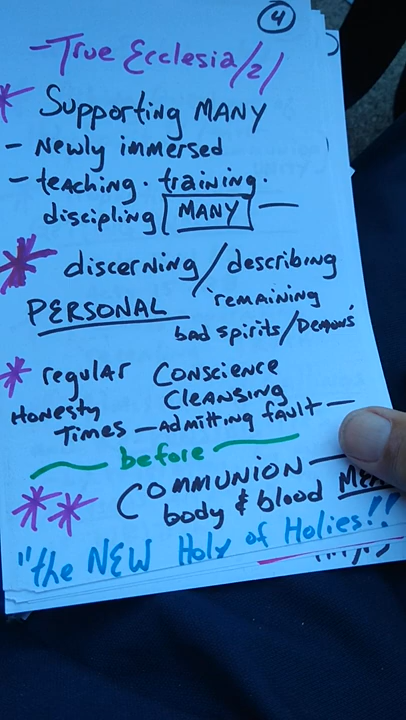 4
-True Ecclesia/2/
* Supporting MANY
- Newly immersed
- teaching. training.
discipling MANY —
* discerning/describing
PERSONAL 'remaining
bad spirits/Demons'
* regular Conscience
Honesty Cleansing
Times — Admitting fault —
— before —
** Communion —
body & blood
"the NEW Holy of Holies!!